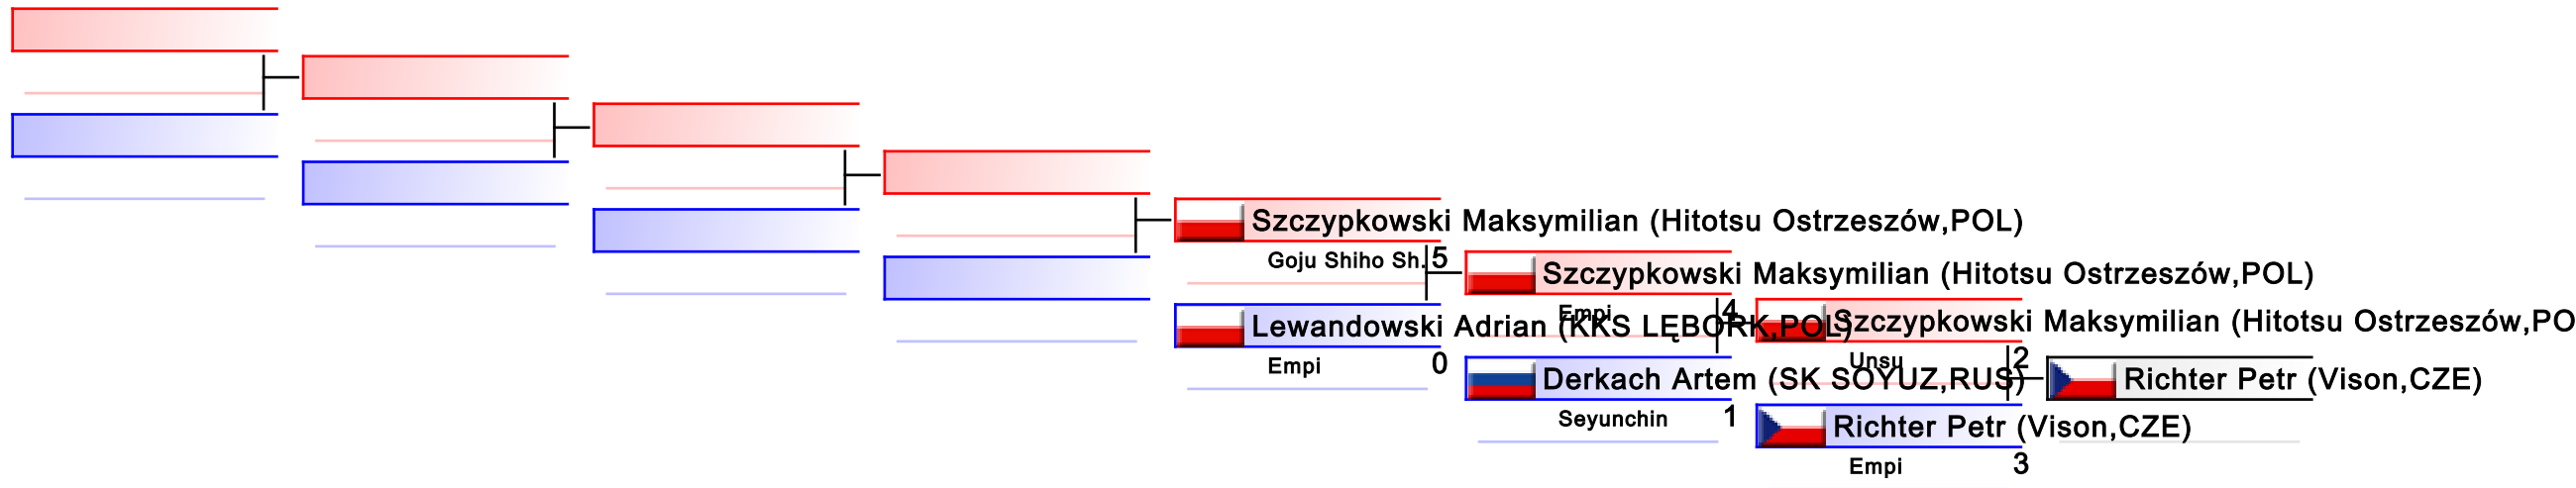 Szczypkowski Maksymilian (Hitotsu Ostrzeszów,POL)
Goju Shiho Sh. 5
Lewandowski Adrian (KKS LĘBORK,POL)
Empi 0
Szczypkowski Maksymilian (Hitotsu Ostrzeszów,POL)
Empi 4
Derkach Artem (SK SOYUZ,RUS)
Seyunchin 1
Szczypkowski Maksymilian (Hitotsu Ostrzeszów,PO
Unsu 2
Richter Petr (Vison,CZE)
Empi 3
Richter Petr (Vison,CZE)